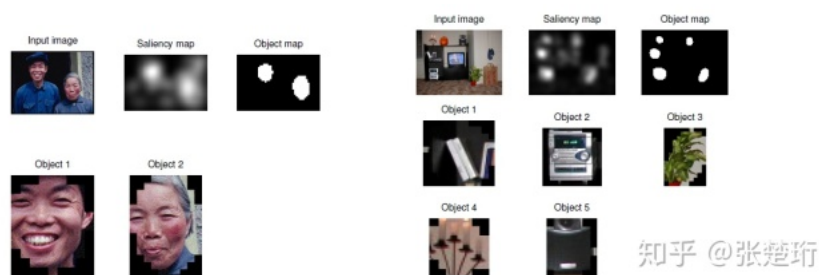 Input image
Saliency map
Object map
Object 1
Object 2
Input image
Saliency map
Object map
Object 1
Object 2
Object 3
Object 4
Object 5
知乎 @张楚珩